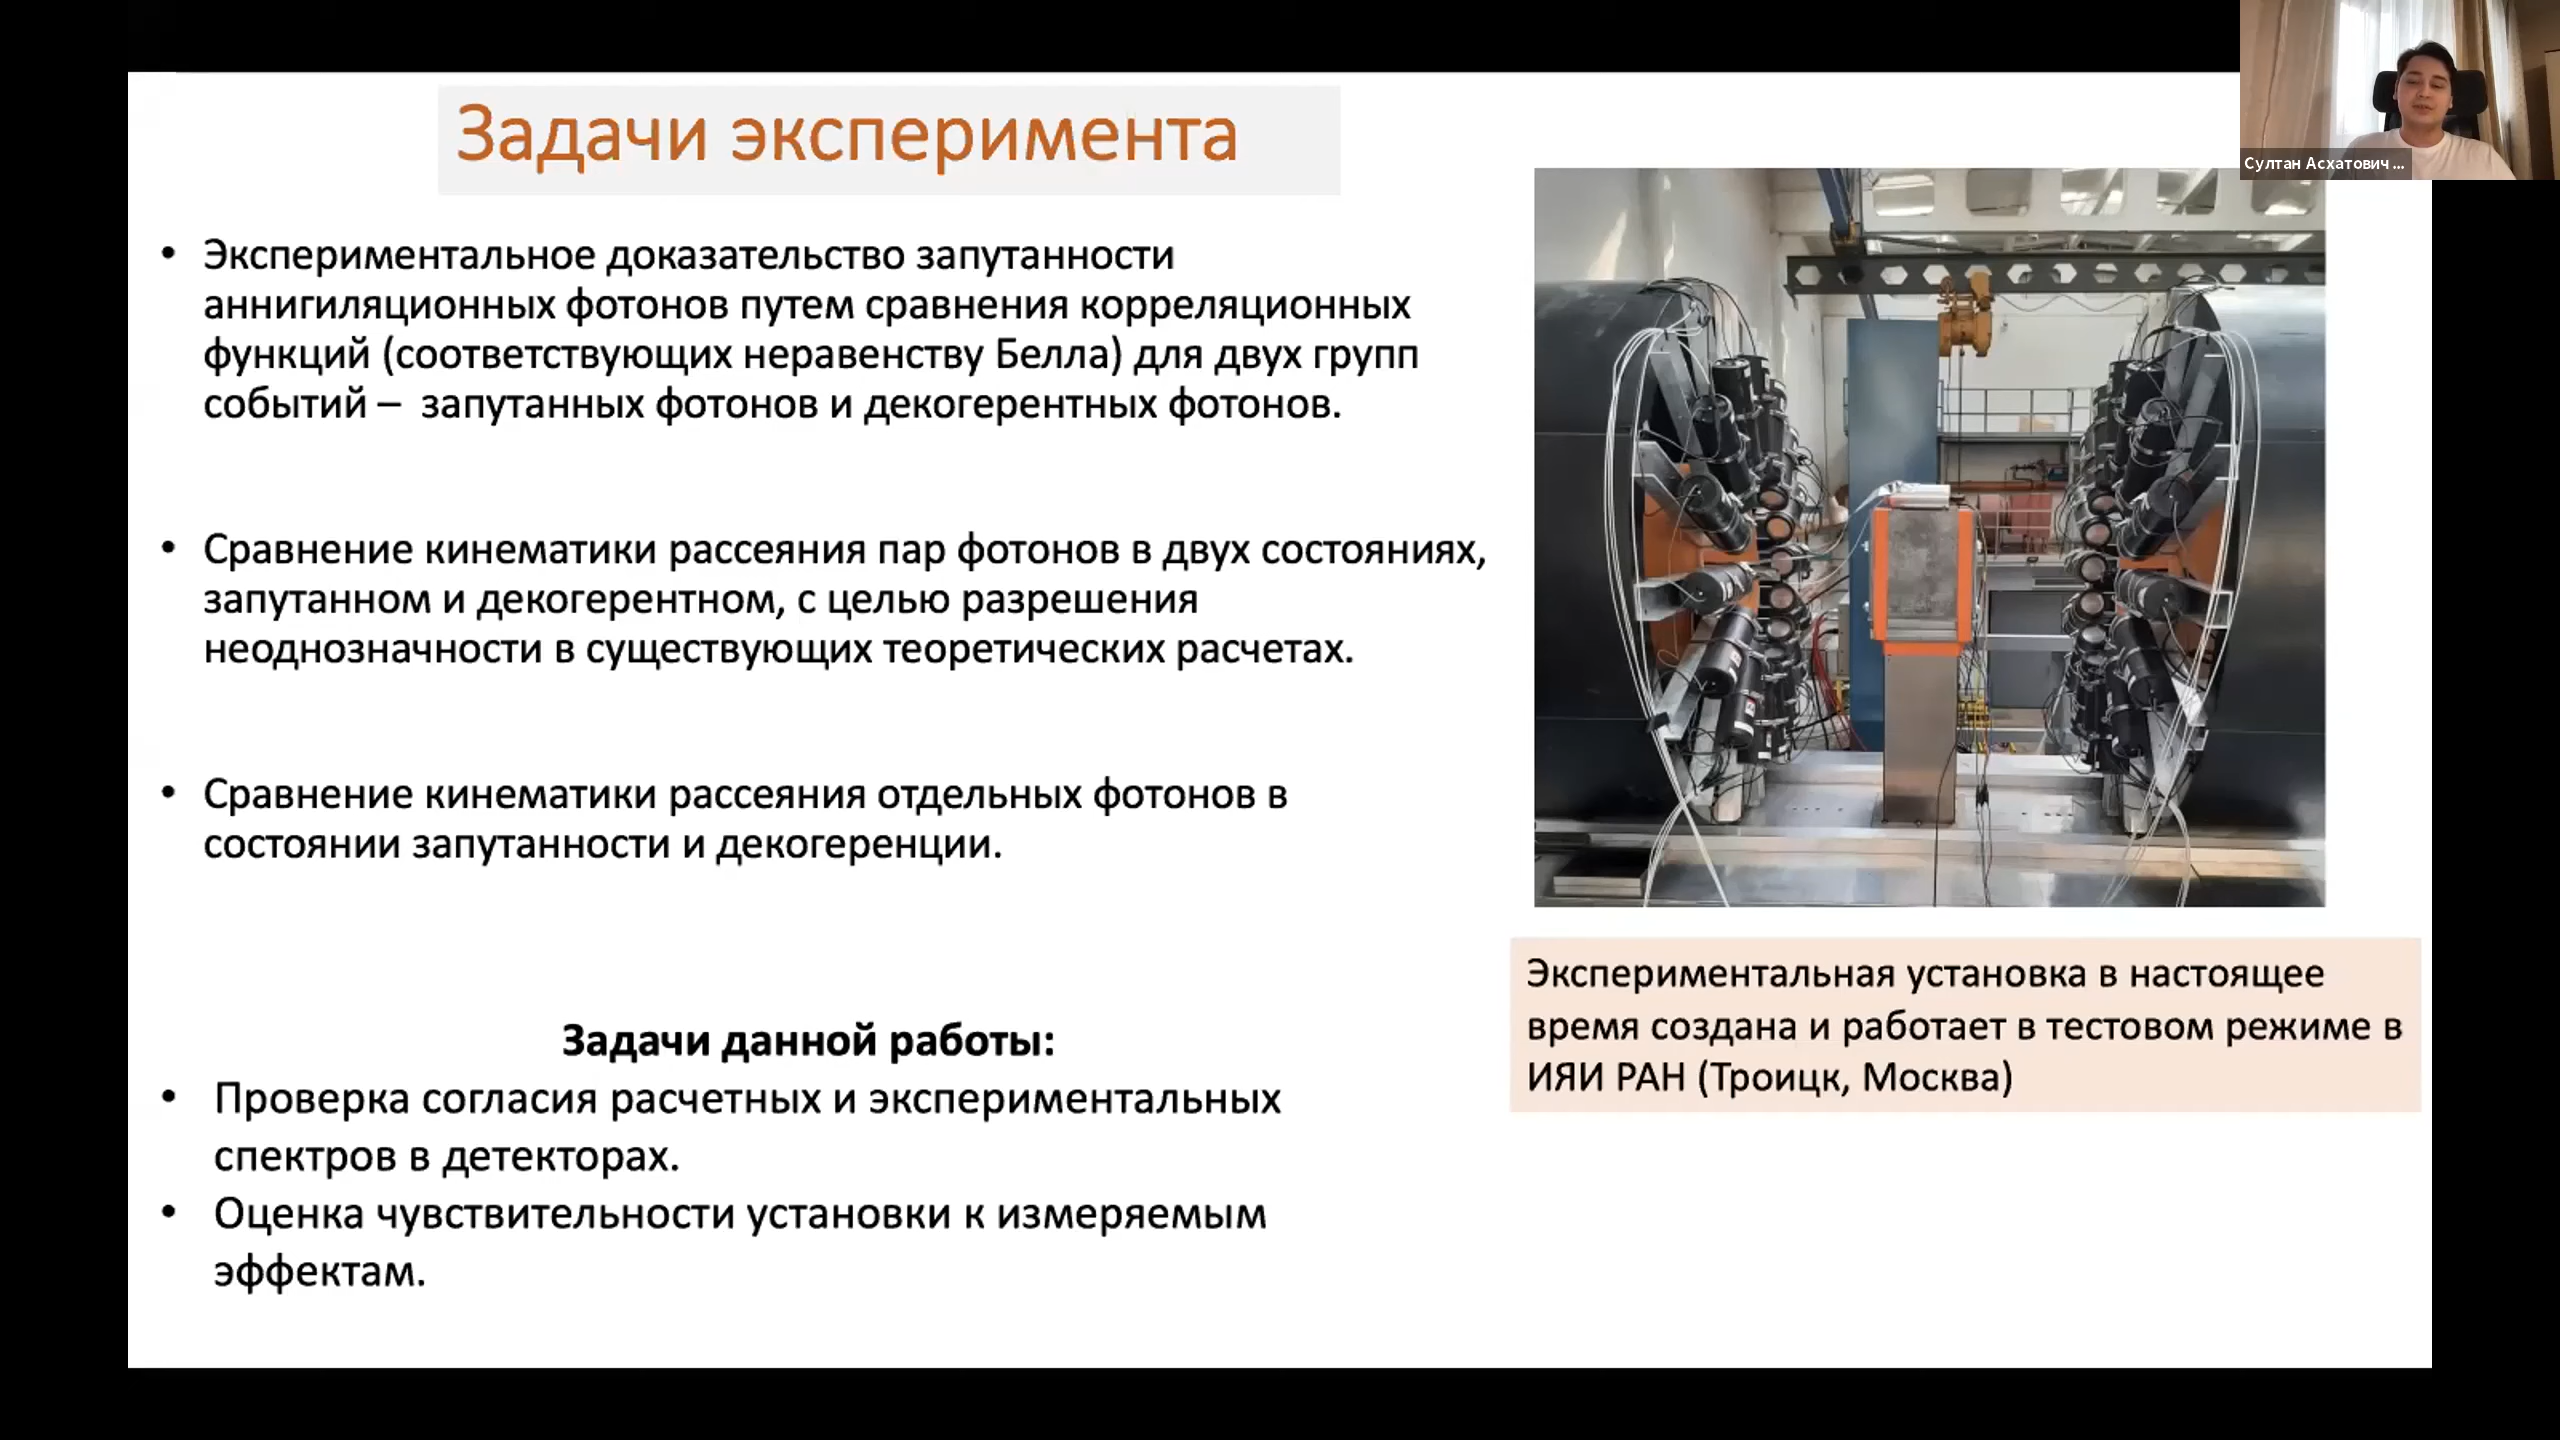 Задачи эксперимента
Султан Асхатович ...
• Экспериментальное доказательство запутанности
аннигиляционных фотонов путем сравнения корреляционных
функций (соответствующих неравенству Белла) для двух групп
событий – запутанных фотонов и декогерентных фотонов.
• Сравнение кинематики рассеяния пар фотонов в двух состояниях,
запутанном и декогерентном, с целью разрешения
неоднозначности в существующих теоретических расчетах.
• Сравнение кинематики рассеяния отдельных фотонов в
состоянии запутанности и декогеренции.
Экспериментальная установка в настоящее
время создана и работает в тестовом режиме в
ИЯИ РАН (Троицк, Москва)
Задачи данной работы:
• Проверка согласия расчетных и экспериментальных
спектров в детекторах.
• Оценка чувствительности установки к измеряемым
эффектам.